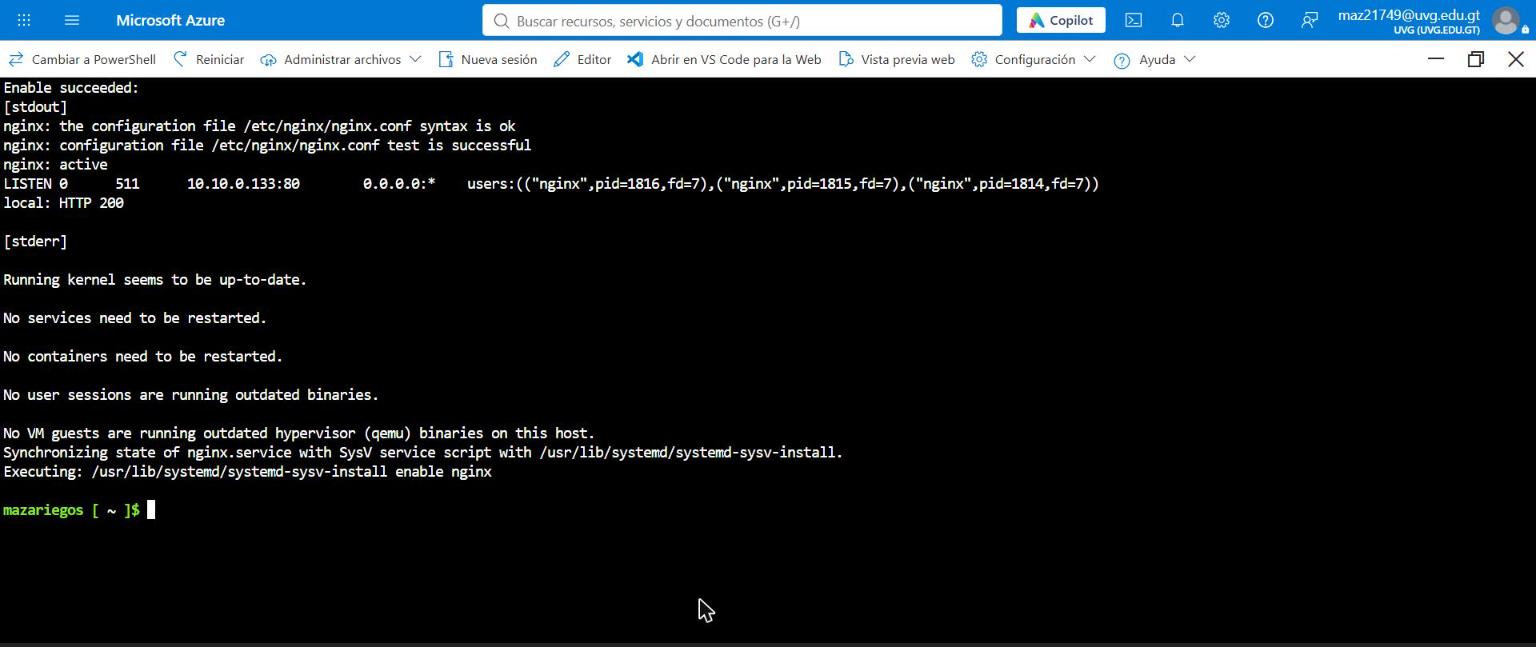 Microsoft Azure
Buscar recursos, servicios y documentos (G+/)
Copilot
maz21749@uvg.edu.gt
UVG (UVG.EDU.GT)
Cambiar a PowerShell
Reiniciar
Administrar archivos
Nueva sesión
Editor
Abrir en VS Code para la Web
Vista previa web
Configuración
Ayuda
Enable succeeded:
[stdout]
nginx: the configuration file /etc/nginx/nginx.conf syntax is ok
nginx: configuration file /etc/nginx/nginx.conf test is successful
nginx: active
LISTEN 0      511      10.10.0.133:80        0.0.0.0:*    users:(("nginx",pid=1816,fd=7),("nginx",pid=1815,fd=7),("nginx",pid=1814,fd=7))
local: HTTP 200
[stderr]
Running kernel seems to be up-to-date.
No services need to be restarted.
No containers need to be restarted.
No user sessions are running outdated binaries.
No VM guests are running outdated hypervisor (qemu) binaries on this host.
Synchronizing state of nginx.service with SysV service script with /usr/lib/systemd/systemd-sysv-install.
Executing: /usr/lib/systemd/systemd-sysv-install enable nginx
mazariegos [ ~ ]$